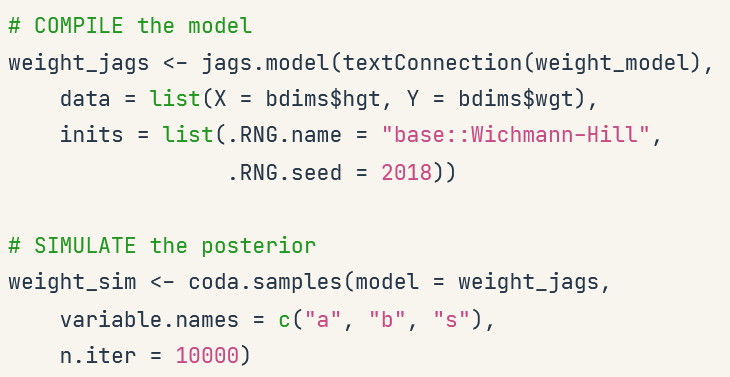 # COMPILE the model
weight_jags <- jags.model(textConnection(weight_model),
    data = list(X = bdims$hgt, Y = bdims$wgt),
    inits = list(.RNG.name = "base::Wichmann-Hill",
                 .RNG.seed = 2018))

# SIMULATE the posterior
weight_sim <- coda.samples(model = weight_jags,
    variable.names = c("a", "b", "s"),
    n.iter = 10000)